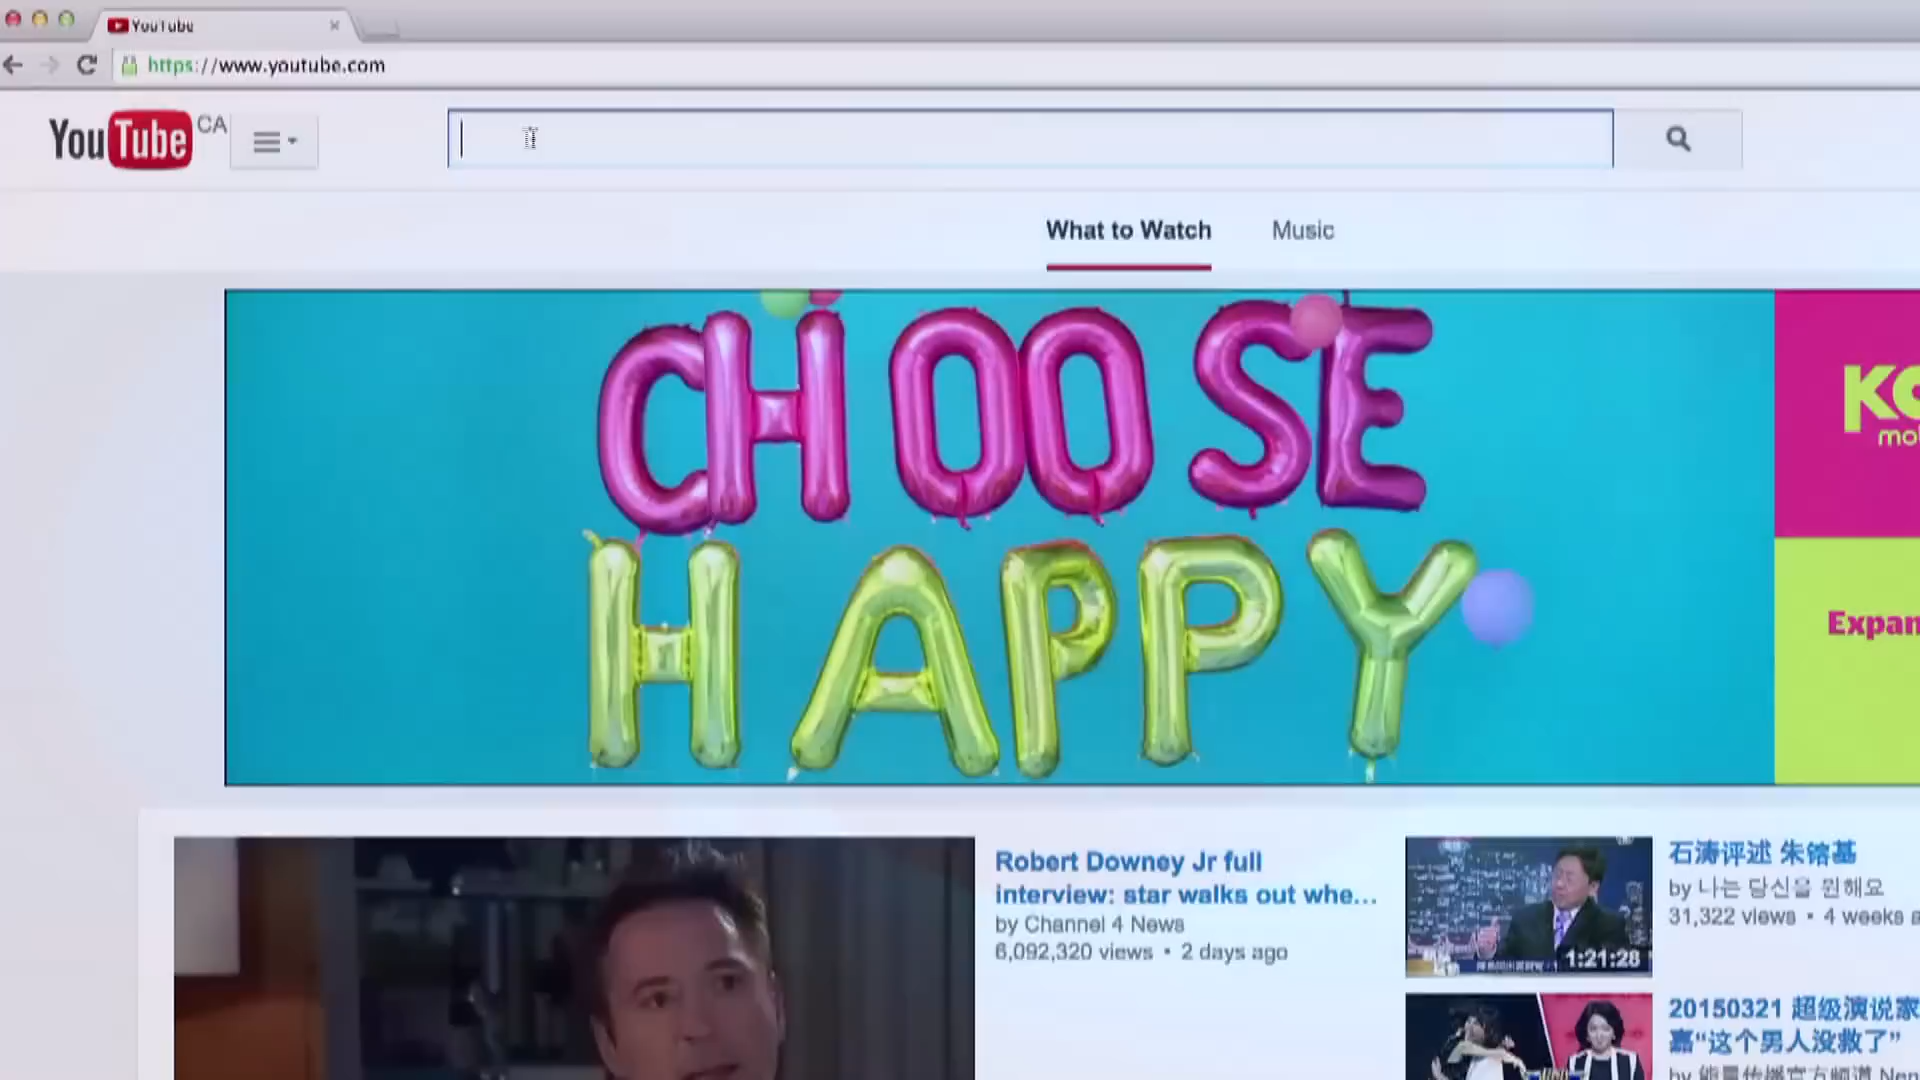 YouTube
https://www.youtube.com
YouTube CA
What to Watch
Music
CHOOSE
HAPPY
Expan
Robert Downey Jr full
interview: star walks out whe...
by Channel 4 News
6,092,320 views • 2 days ago
石涛评述 朱镕基
by 나는 당신을 원해요
31,322 views • 4 weeks
1:21:28
20150321 超级演说家
嘉“这个男人没救了”
by